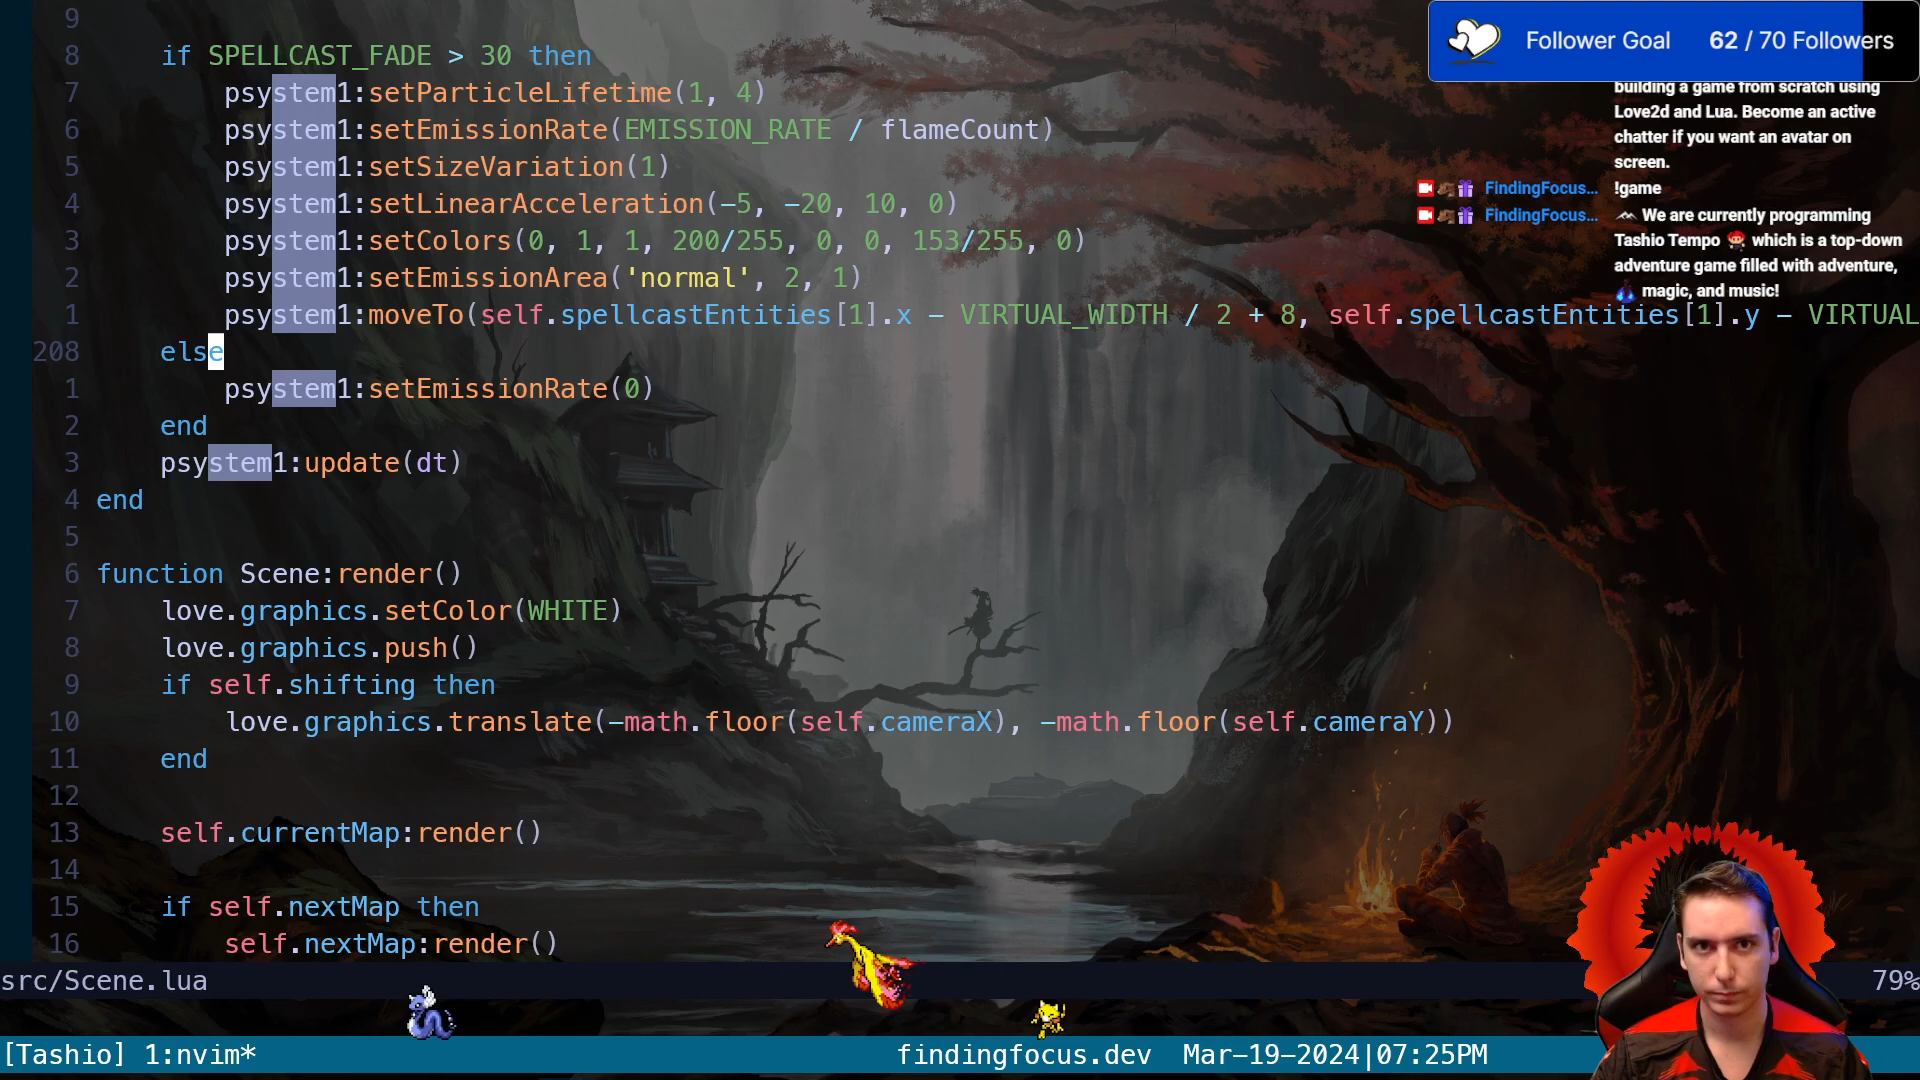 9
8 if SPELLCAST_FADE > 30 then
7 psystem1:setParticleLifetime(1, 4)
6 psystem1:setEmissionRate(EMISSION_RATE / flameCount)
5 psystem1:setSizeVariation(1)
4 psystem1:setLinearAcceleration(-5, -20, 10, 0)
3 psystem1:setColors(0, 1, 1, 200/255, 0, 0, 153/255, 0)
2 psystem1:setEmissionArea('normal', 2, 1)
1 psystem1:moveTo(self.spellcastEntities[1].x - VIRTUAL_WIDTH / 2 + 8, self.spellcastEntities[1].y - VIRTUAL
208 else
1 psystem1:setEmissionRate(0)
2 end
3 psystem1:update(dt)
4 end
5
6 function Scene:render()
7 love.graphics.setColor(WHITE)
8 love.graphics.push()
9 if self.shifting then
10 love.graphics.translate(-math.floor(self.cameraX), -math.floor(self.cameraY))
11 end
12
13 self.currentMap:render()
14
15 if self.nextMap then
16 self.nextMap:render()
src/Scene.lua 79%
[Tashio] 1:nvim* findingfocus.dev Mar-19-2024|07:25PM
Follower Goal 62 / 70 Followers
building a game from scratch using
Love2d and Lua. Become an active
chatter if you want an avatar on
screen.
FindingFocus... !game
FindingFocus... We are currently programming
Tashio Tempo which is a top-down
adventure game filled with adventure,
magic, and music!